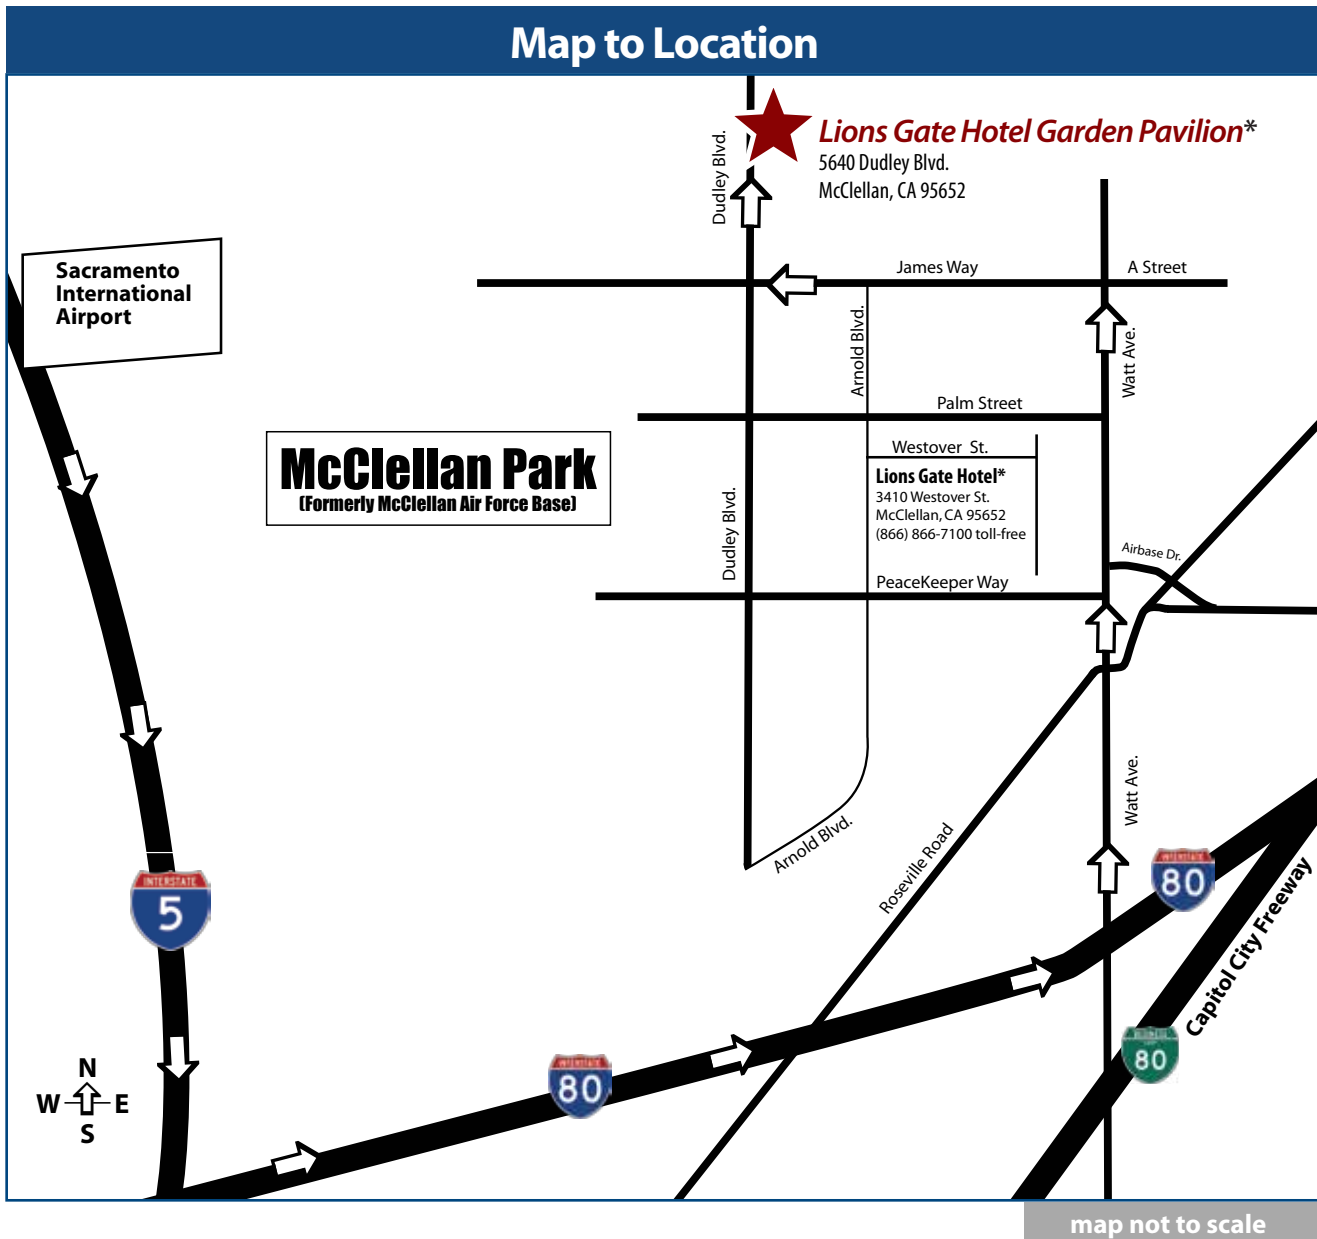 Map to Location
Lions Gate Hotel Garden Pavilion*
5640 Dudley Blvd.
McClellan, CA 95652
Dudley Blvd.
Sacramento
International
Airport
James Way
A Street
Arnold Blvd.
Watt Ave.
Palm Street
McClellan Park
(Formerly McClellan Air Force Base)
Westover St.
Lions Gate Hotel*
3410 Westover St.
McClellan, CA 95652
(866) 866-7100 toll-free
Dudley Blvd.
Airbase Dr.
PeaceKeeper Way
Watt Ave.
Arnold Blvd.
Roseville Road
INTERSTATE
80
INTERSTATE
5
Capitol City Freeway
80
INTERSTATE
80
N
W E
S
map not to scale